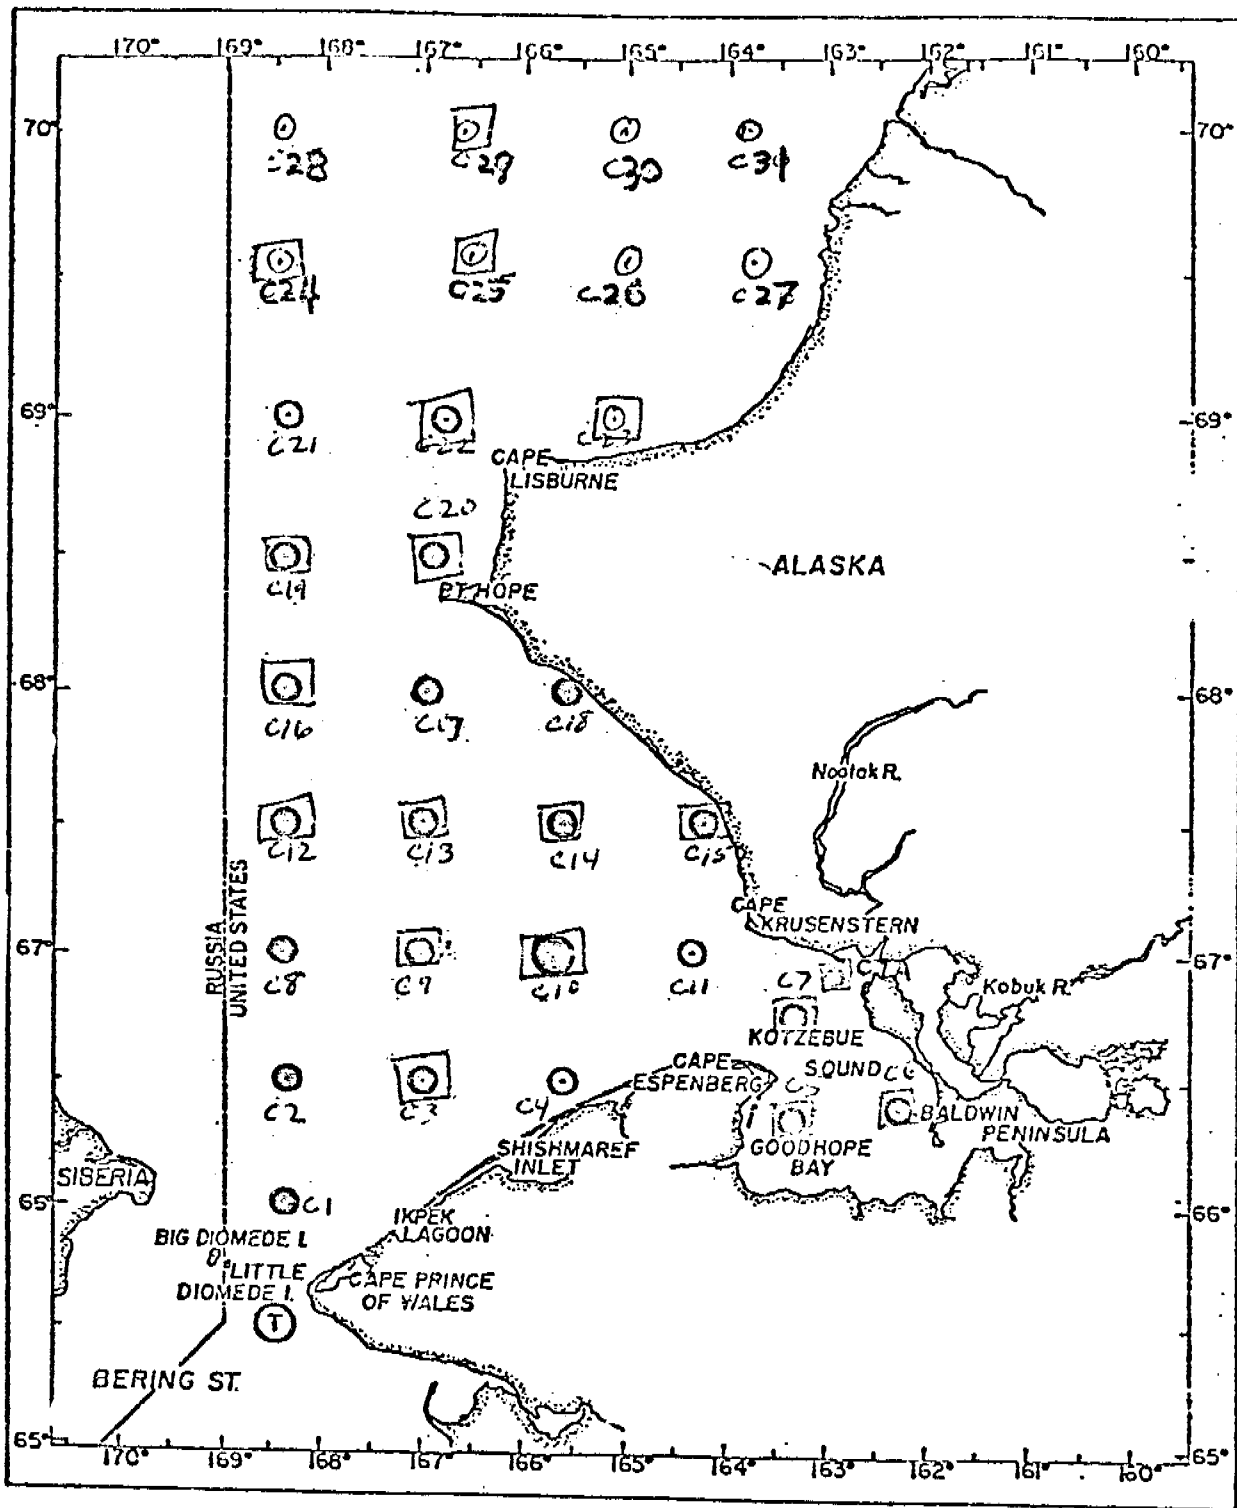 170° 169° 168° 167° 166° 165° 164° 163° 162° 161° 160°
70° 70°
C28 C29 C30 C31
C24 C25 C26 C27
69° 69°
C21 C22 C23
CAPE
LISBURNE
C20
ALASKA
C19
PT. HOPE
68° 68°
C16 C17 C18
Noatak R.
C12 C13 C14 C15
RUSSIA
UNITED STATES
CAPE
KRUSENSTERN
67° 67°
C8 C9 C10 C11 C7
Kobuk R.
KOTZEBUE
SOUND C6
CAPE
ESPENBERG
C2 C3 C4 C5
BALDWIN
PENINSULA
GOODHOPE
BAY
SHISHMAREF
INLET
SIBERIA
65° 66°
C1
IKPEK
LAGOON
BIG DIOMEDE I.
LITTLE
DIOMEDE I.
CAPE PRINCE
OF WALES
T
BERING ST.
65° 65°
170° 169° 168° 167° 166° 165° 164° 163° 162° 161° 160°